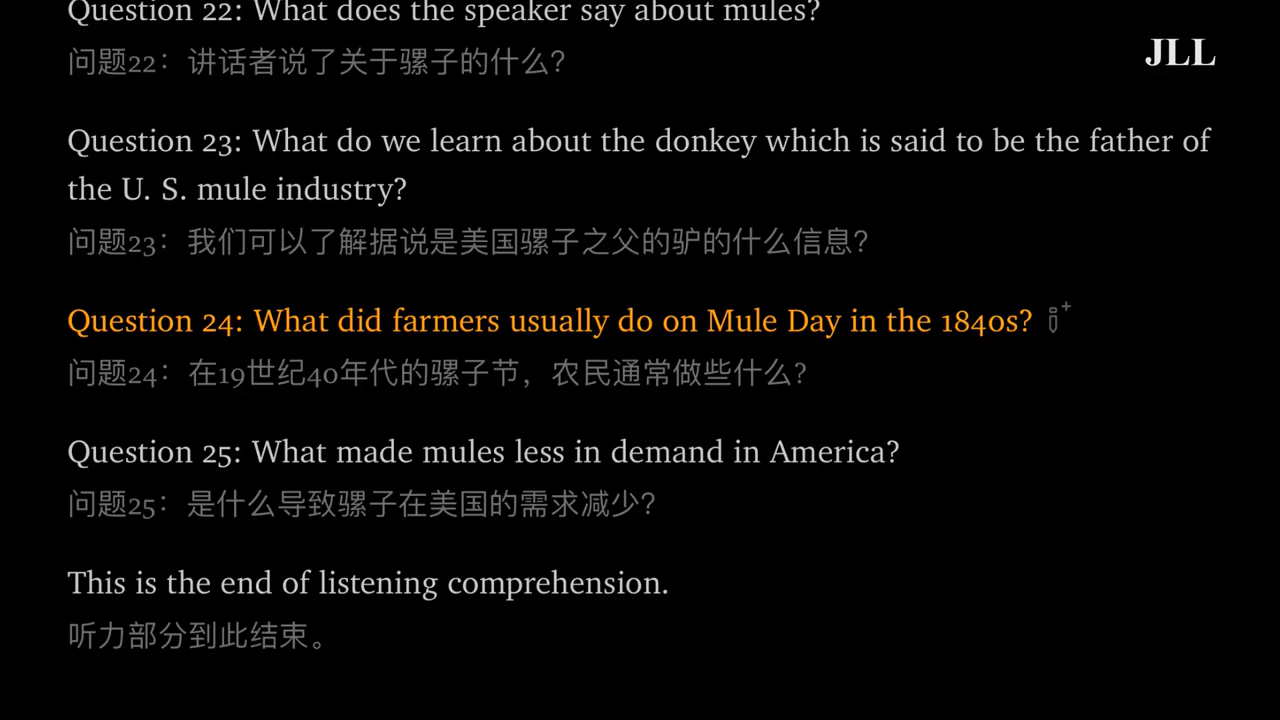 Question 22: What does the speaker say about mules?
问题22：讲话者说了关于骡子的什么？
JLL
Question 23: What do we learn about the donkey which is said to be the father of
the U. S. mule industry?
问题23：我们可以了解据说是美国骡子之父的驴的什么信息？
Question 24: What did farmers usually do on Mule Day in the 1840s?
问题24：在19世纪40年代的骡子节，农民通常做些什么?
Question 25: What made mules less in demand in America?
问题25：是什么导致骡子在美国的需求减少？
This is the end of listening comprehension.
听力部分到此结束。